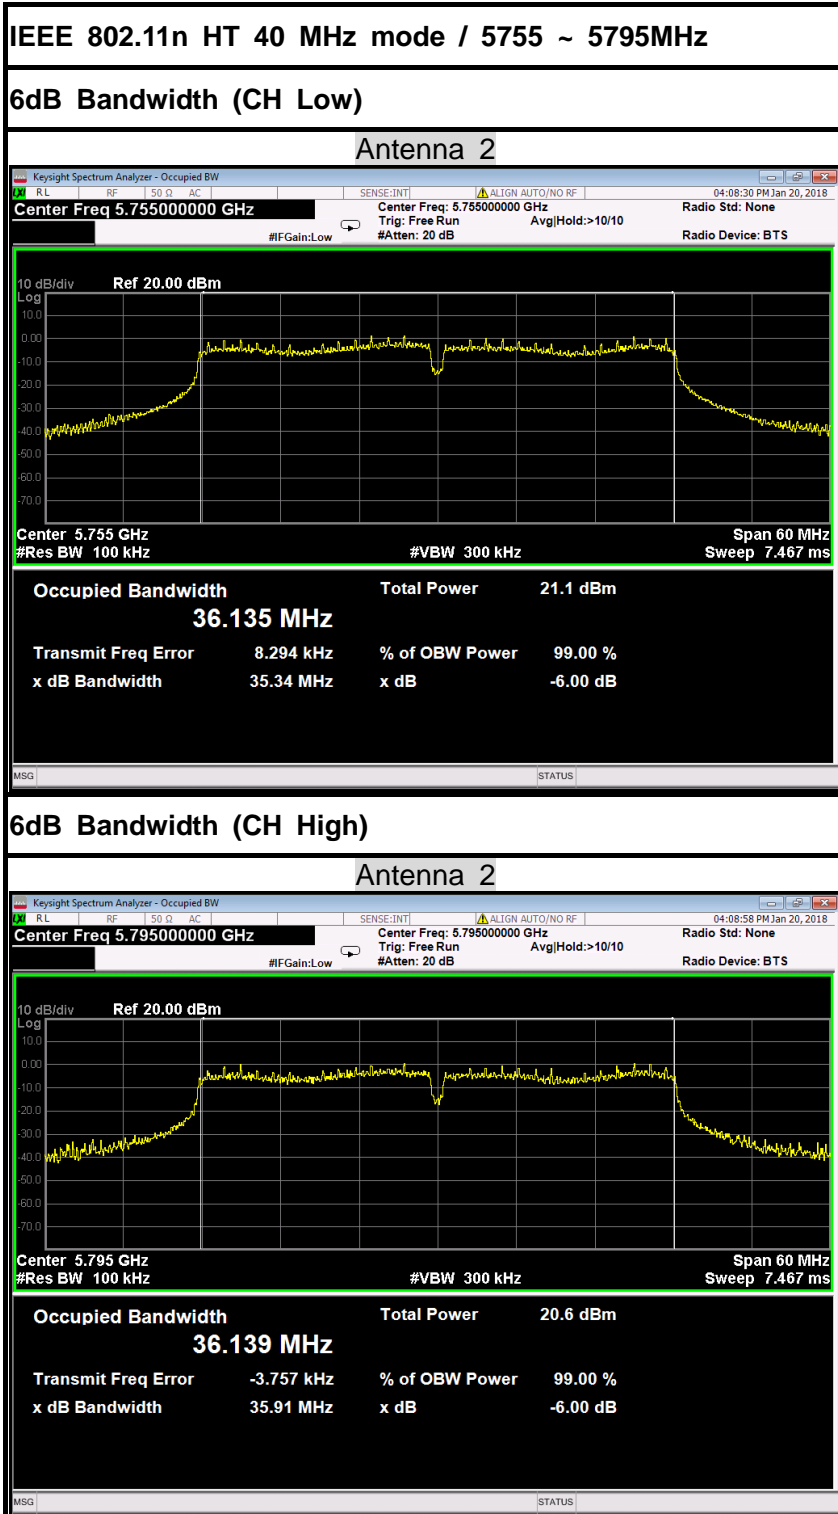 IEEE 802.11n HT 40 MHz mode / 5755 ~ 5795MHz
6dB Bandwidth (CH Low)
Antenna 2
Keysight Spectrum Analyzer - Occupied BW
LXI RL RF 50 Ω AC SENSE:INT ALIGN AUTO/NO RF 04:08:30 PM Jan 20, 2018
Center Freq 5.755000000 GHz Center Freq: 5.755000000 GHz Radio Std: None
Trig: Free Run Avg|Hold:>10/10
#IFGain:Low #Atten: 20 dB Radio Device: BTS
10 dB/div Ref 20.00 dBm
Log
10.0
0.00
-10.0
-20.0
-30.0
-40.0
-50.0
-60.0
-70.0
Center 5.755 GHz Span 60 MHz
#Res BW 100 kHz #VBW 300 kHz Sweep 7.467 ms
Occupied Bandwidth Total Power 21.1 dBm
36.135 MHz
Transmit Freq Error 8.294 kHz % of OBW Power 99.00 %
x dB Bandwidth 35.34 MHz x dB -6.00 dB
MSG STATUS
6dB Bandwidth (CH High)
Antenna 2
Keysight Spectrum Analyzer - Occupied BW
LXI RL RF 50 Ω AC SENSE:INT ALIGN AUTO/NO RF 04:08:58 PM Jan 20, 2018
Center Freq 5.795000000 GHz Center Freq: 5.795000000 GHz Radio Std: None
Trig: Free Run Avg|Hold:>10/10
#IFGain:Low #Atten: 20 dB Radio Device: BTS
10 dB/div Ref 20.00 dBm
Log
10.0
0.00
-10.0
-20.0
-30.0
-40.0
-50.0
-60.0
-70.0
Center 5.795 GHz Span 60 MHz
#Res BW 100 kHz #VBW 300 kHz Sweep 7.467 ms
Occupied Bandwidth Total Power 20.6 dBm
36.139 MHz
Transmit Freq Error -3.757 kHz % of OBW Power 99.00 %
x dB Bandwidth 35.91 MHz x dB -6.00 dB
MSG STATUS